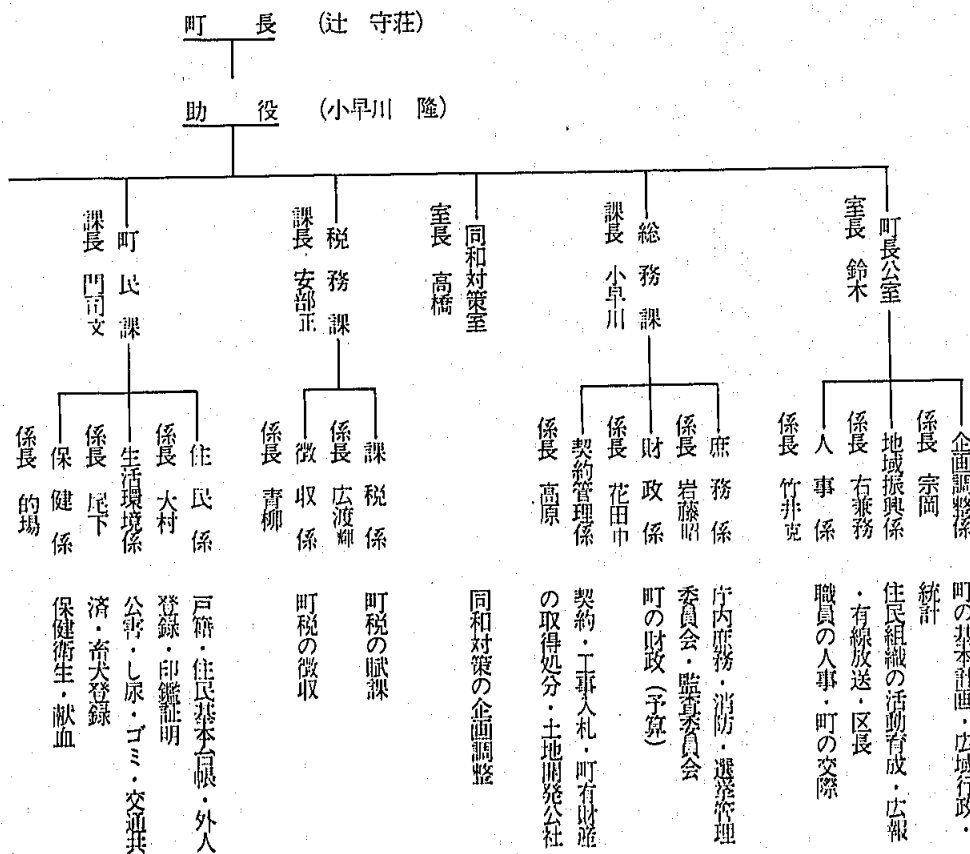 町長 (辻 守荘)
助役 (小早川 隆)
町長公室
室長 鈴木
総務課
課長 小早川
同和対策室
室長 高橋
税務課
課長 安部正
町民課
課長 門司文
企画調整係
係長 宗岡
地域振興係
係長 右兼務
人事係
係長 竹井克
庶務係
係長 岩藤昭
財政係
係長 花田中
契約管理係
係長 高原
課税係
係長 広渡輝
徴収係
係長 青柳
住民係
係長 大村
生活環境係
係長 尾下
保健係
係長 的場
町の基本計画・広域行政・
統計
住民組織の活動育成・広報
・有線放送・区長
職員の人事・町の交際
庁内庶務・消防・選挙管理
委員会・監査委員会
町の財政(予算)
契約・工事入札・町有財産
の取得処分・土地開発公社
同和対策の企画調整
町税の賦課
町税の徴収
戸籍・住民基本台帳・外人
登録・印鑑証明
公害・し尿・ゴミ・交通共
済・畜犬登録
保健衛生・献血